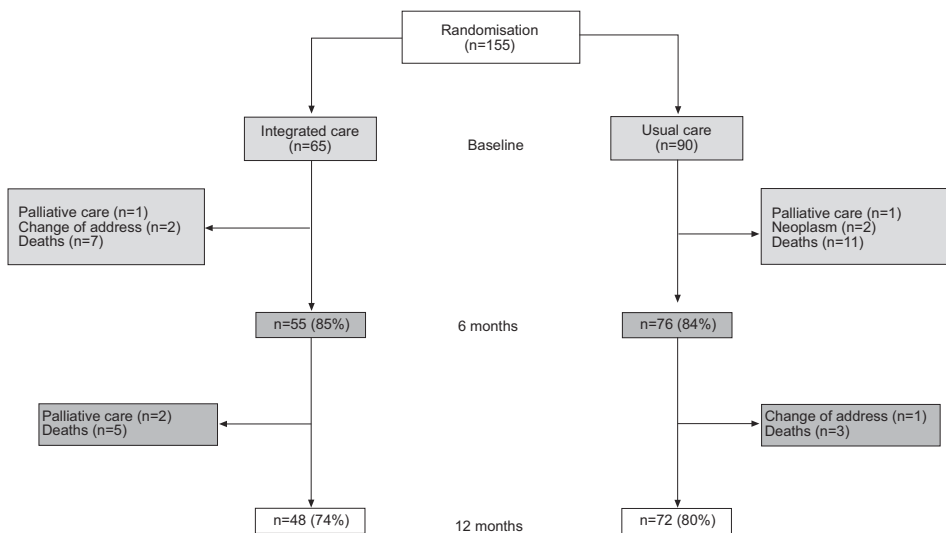 Randomisation
(n=155)
Integrated care
(n=65)
Baseline
Usual care
(n=90)
Palliative care (n=1)
Change of address (n=2)
Deaths (n=7)
Palliative care (n=1)
Neoplasm (n=2)
Deaths (n=11)
n=55 (85%)
6 months
n=76 (84%)
Palliative care (n=2)
Deaths (n=5)
Change of address (n=1)
Deaths (n=3)
n=48 (74%)
12 months
n=72 (80%)